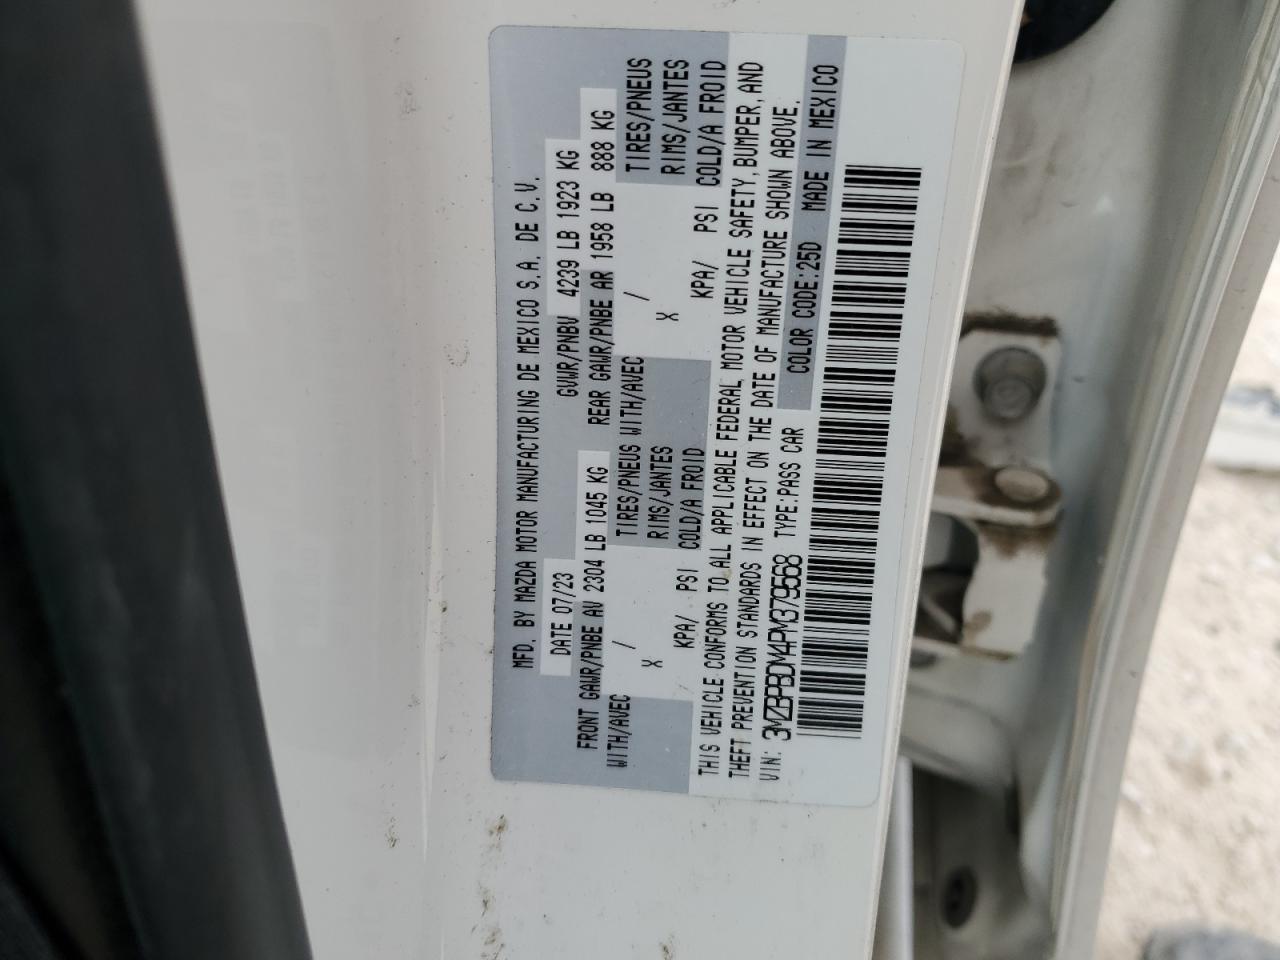 MFD. BY MAZDA MOTOR MANUFACTURING DE MEXICO S.A. DE C.V.
DATE 07/23 GVWR/PNBV 4239 LB 1923 KG
FRONT GAWR/PNBE AV 2304 LB 1045 KG REAR GAWR/PNBE AR 1958 LB 888 KG
WITH/AVEC / TIRES/PNEUS WITH/AVEC / TIRES/PNEUS
X RIMS/JANTES X RIMS/JANTES
KPA/ PSI COLD/A FROID KPA/ PSI COLD/A FROID
THIS VEHICLE CONFORMS TO ALL APPLICABLE FEDERAL MOTOR VEHICLE SAFETY, BUMPER, AND
THEFT PREVENTION STANDARDS IN EFFECT ON THE DATE OF MANUFACTURE SHOWN ABOVE.
VIN: 3MZBPBDM4PM379568 TYPE:PASS CAR COLOR CODE:25D MADE IN MEXICO